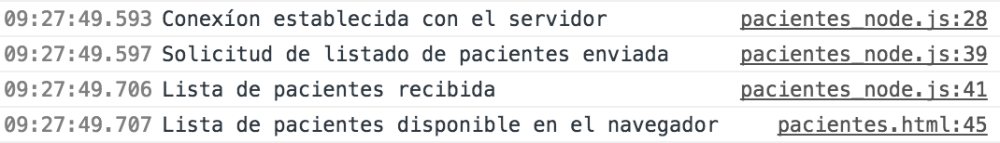 09:27:49.593 Conexíon establecida con el servidor pacientes_node.js:28
09:27:49.597 Solicitud de listado de pacientes enviada pacientes_node.js:39
09:27:49.706 Lista de pacientes recibida pacientes_node.js:41
09:27:49.707 Lista de pacientes disponible en el navegador pacientes.html:45